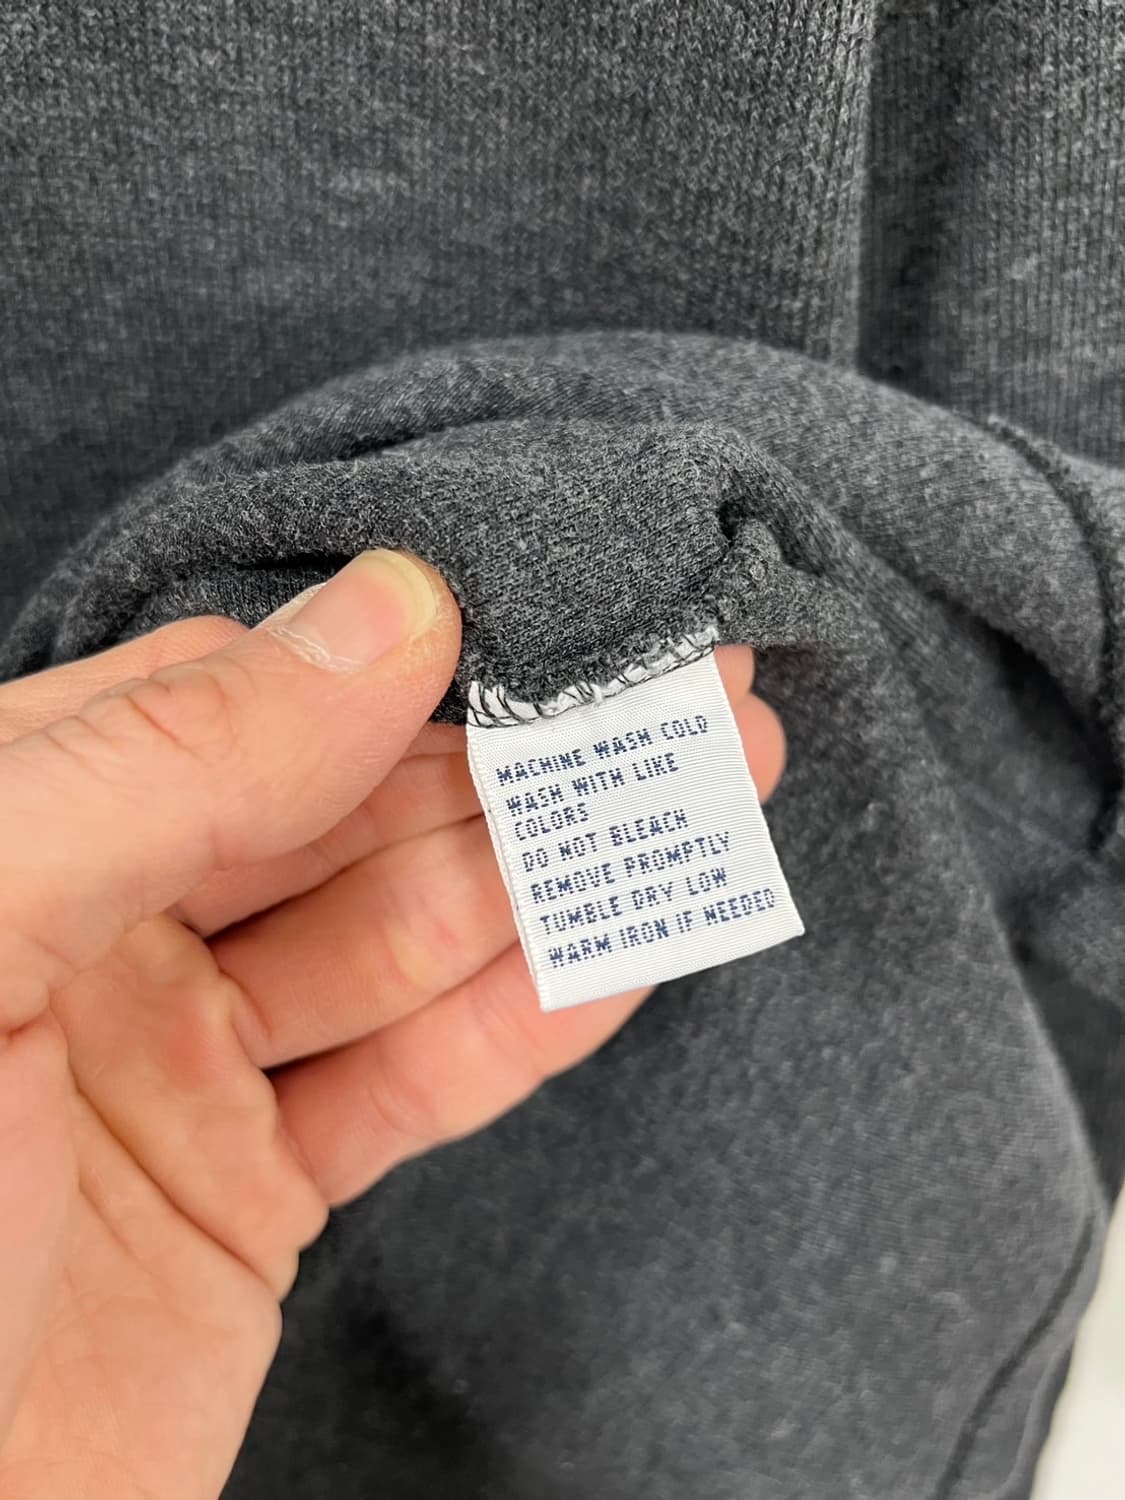 MACHINE WASH COLD
WASH WITH LIKE
COLORS
DO NOT BLEACH
REMOVE PROMPTLY
TUMBLE DRY LOW
WARM IRON IF NEEDED